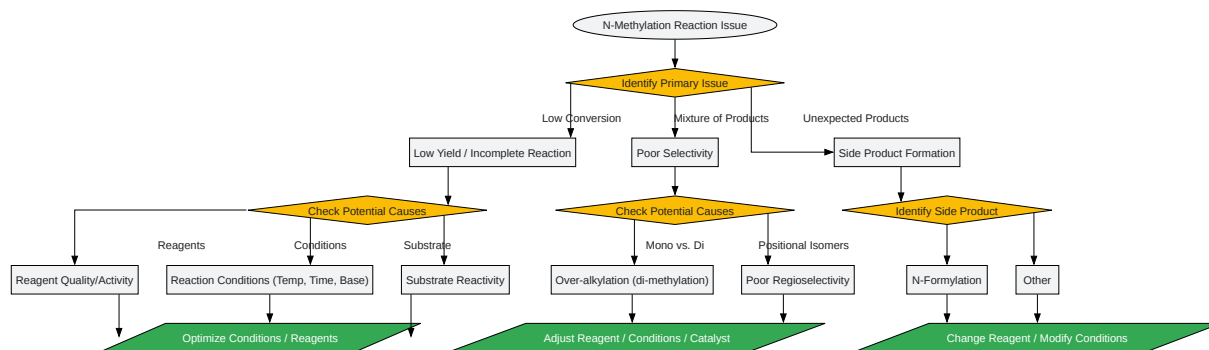 N-Methylation Reaction Issue
Identify Primary Issue
Low Conversion
Mixture of Products
Unexpected Products
Low Yield / Incomplete Reaction
Poor Selectivity
Side Product Formation
Check Potential Causes
Check Potential Causes
Identify Side Product
Reagents
Conditions
Substrate
Mono vs. Di
Positional Isomers
Reagent Quality/Activity
Reaction Conditions (Temp, Time, Base)
Substrate Reactivity
Over-alkylation (di-methylation)
Poor Regioselectivity
N-Formylation
Other
Optimize Conditions / Reagents
Adjust Reagent / Conditions / Catalyst
Change Reagent / Modify Conditions